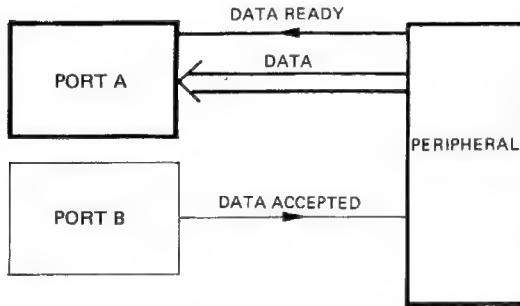 DATA READY
DATA
PORT A
PERIPHERAL
PORT B
DATA ACCEPTED